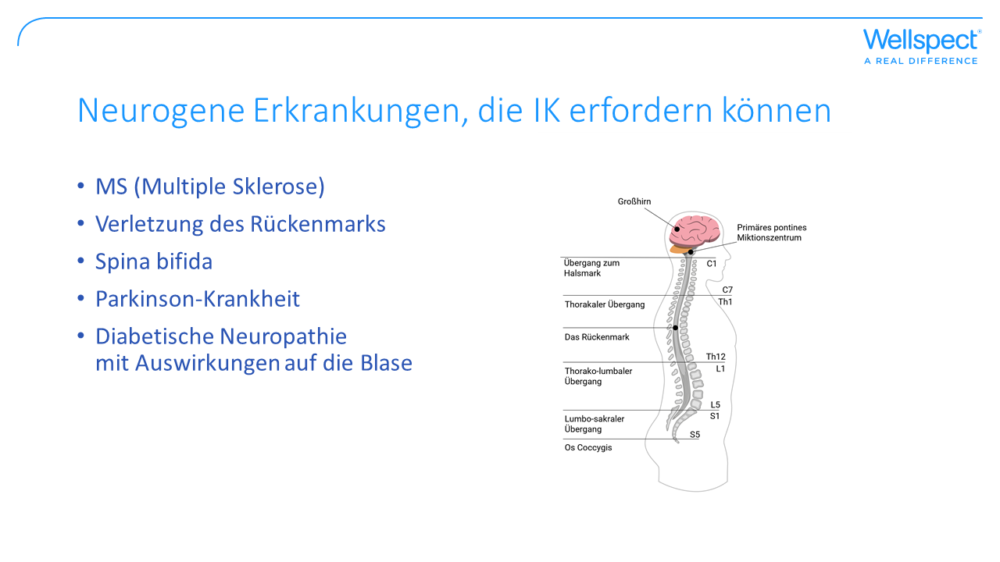 Wellspect®
A REAL DIFFERENCE
Neurogene Erkrankungen, die IK erfordern können
• MS (Multiple Sklerose)
• Verletzung des Rückenmarks
• Spina bifida
• Parkinson-Krankheit
• Diabetische Neuropathie
mit Auswirkungen auf die Blase
Großhirn
Primäres pontines
Miktionszentrum
Übergang zum
Halsmark
C1
C7
Th1
Thorakaler Übergang
Das Rückenmark
Th12
L1
Thorako-lumbaler
Übergang
L5
S1
Lumbo-sakraler
Übergang
S5
Os Coccygis